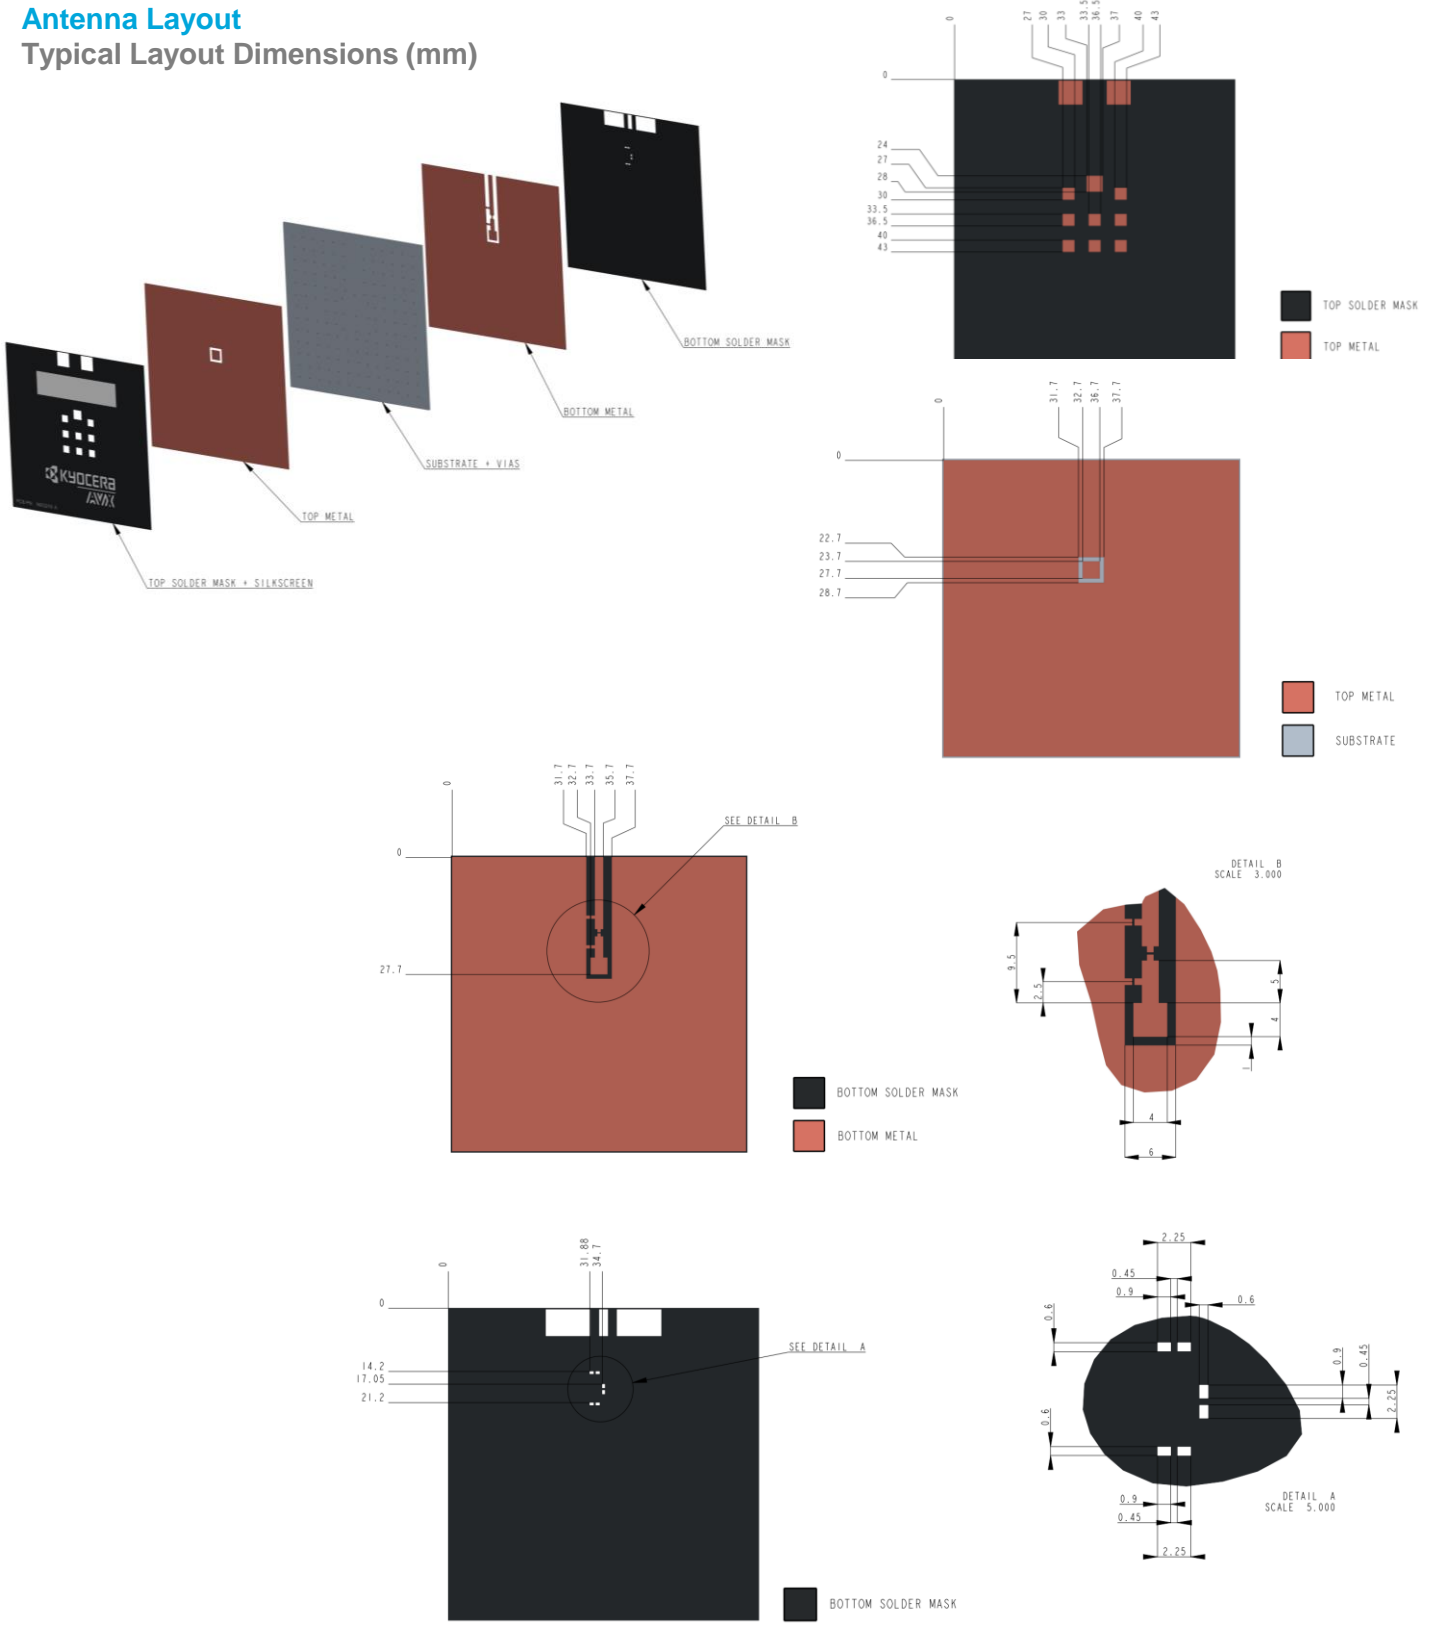 Antenna Layout
Typical Layout Dimensions (mm)
0
27
30
33
33.5
36.5
37
40
43
0
24
27
28
30
33.5
36.5
40
43
TOP SOLDER MASK
TOP METAL
BOTTOM SOLDER MASK
BOTTOM METAL
SUBSTRATE + VIAS
TOP METAL
KYOCERA
AVX
TOP SOLDER MASK + SILKSCREEN
0
31.7
32.7
36.7
37.7
0
22.7
23.7
27.7
28.7
TOP METAL
SUBSTRATE
0
31.7
32.7
33.7
35.7
37.7
0
27.7
SEE DETAIL B
BOTTOM SOLDER MASK
BOTTOM METAL
DETAIL B
SCALE 3.000
9.5
2.5
5
4
1
4
6
0
31.88
34.7
0
14.2
17.05
21.2
SEE DETAIL A
BOTTOM SOLDER MASK
2.25
0.45
0.9
0.6
0.6
0.9
0.45
2.25
0.6
0.9
0.45
2.25
DETAIL A
SCALE 5.000